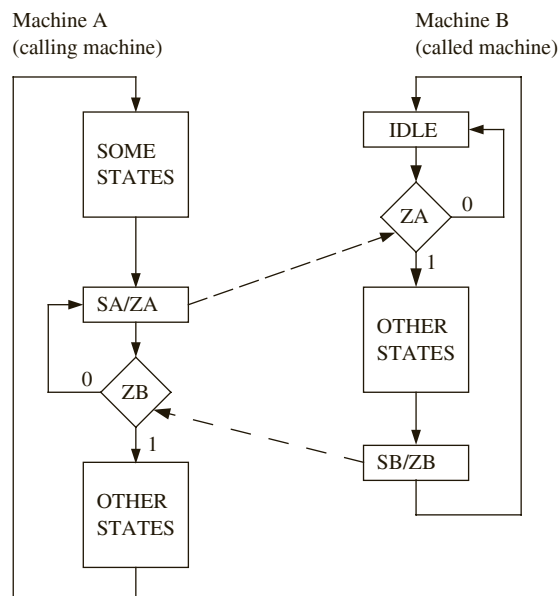 Machine A
(calling machine)
SOME
STATES
SA/ZA
ZB
0
1
OTHER
STATES
Machine B
(called machine)
IDLE
ZA
0
1
OTHER
STATES
SB/ZB